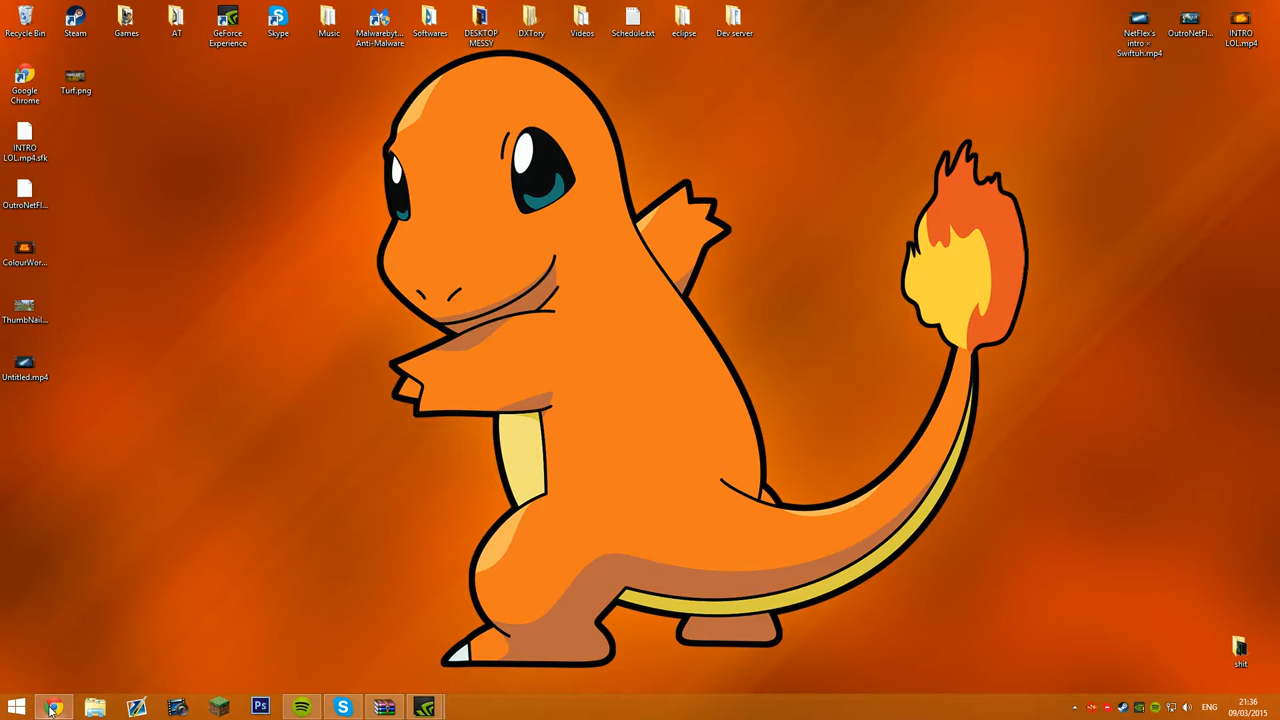 Recycle Bin
Steam
Games
AT
GeForce
Experience
Skype
Music
Malwarebyt...
Anti-Malware
Softwares
DESKTOP
MESSY
DXTory
Videos
Schedule.txt
eclipse
Dev server
NetFlex's
intro ×
Swiftuh.mp4
OutroNetFl...
INTRO
LOL.mp4
Google
Chrome
Turf.png
INTRO
LOL.mp4.sfk
OutroNetFl...
ColourWor...
ThumbNail...
Untitled.mp4
shit
Ps
ENG
21:36
09/03/2015